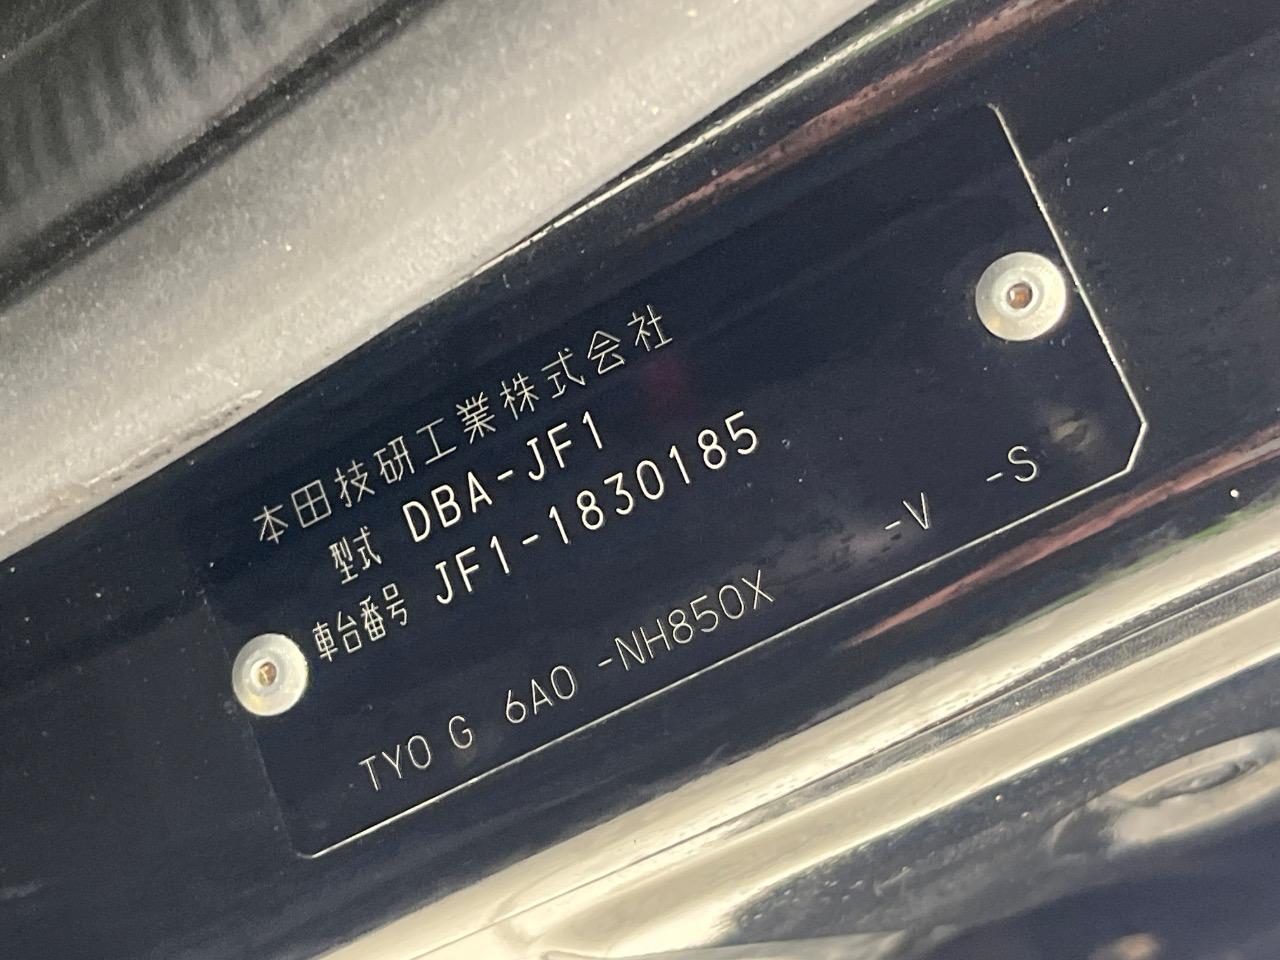 本田技研工業株式会社
型式 DBA-JF1
車台番号 JF1-1830185
TYO G 6AO -NH850X -V -S